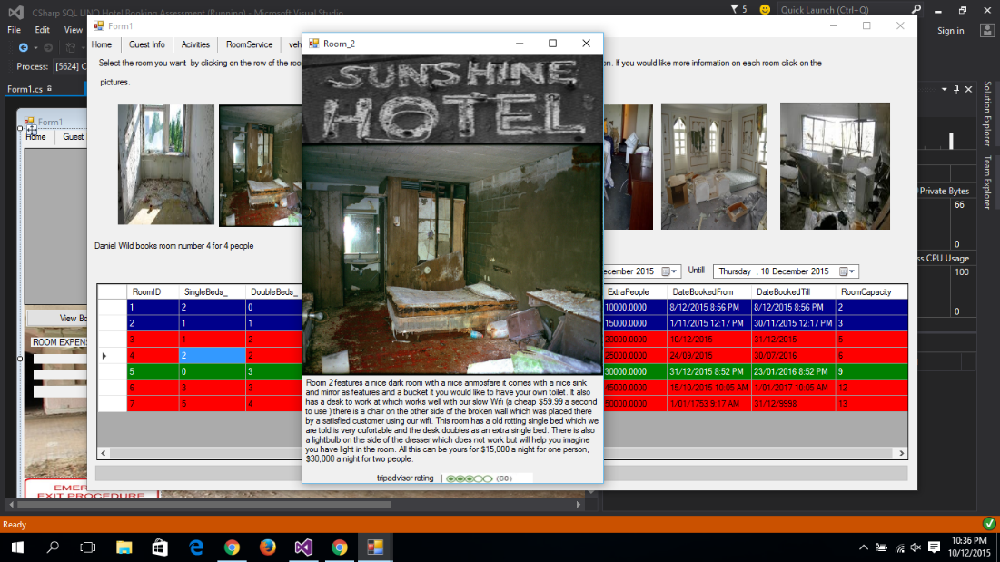 CSharp SQL LINQ Hotel Booking Assessment (Running) - Microsoft Visual Studio
5
Quick Launch (Ctrl+Q)
File Edit View
Sign in
Process: [5624] C
Form1.cs
Form1
Home Guest
View Bo
ROOM EXPENS
EMER
EXIT PROCEDURE
Form1
Home Guest Info Acivities RoomService veh
Select the room you want by clicking on the row of the roo
on. If you would like more information on each room click on the
pictures.
Daniel Wild books room number 4 for 4 people
ecember 2015 Untill Thursday , 10 December 2015
RoomID SingleBeds_ DoubleBeds_ ExtraPeople DateBookedFrom DateBookedTill RoomCapacity
1 2 0 10000.0000 8/12/2015 8:56 PM 8/12/2015 8:56 PM 2
2 1 1 15000.0000 1/11/2015 12:17 PM 30/11/2015 12:17 PM 3
3 1 2 20000.0000 10/12/2015 31/12/2015 5
4 2 2 25000.0000 24/09/2015 30/07/2016 6
5 0 3 30000.0000 31/12/2015 8:52 PM 23/01/2016 8:52 PM 9
6 3 3 45000.0000 15/10/2015 10:05 AM 1/01/2017 10:05 AM 12
7 5 4 50000.0000 1/01/1753 9:17 AM 31/12/9998 13
Room_2
SUNSHINE
HOTEL
Room 2 features a nice dark room with a nice anmosfare it comes with a nice sink
and mirror as features and a bucket it you would like to have your own toilet. It also
has a desk to work at which works well with our slow Wifi (a cheap $59.99 a second
to use ) there is a chair on the other side of the broken wall which was placed there
by a satisfied customer using our wifi. This room has a old rotting single bed which we
are told is very cufortable and the desk doubles as an extra single bed. There is also
a lightbulb on the side of the dresser which does not work but will help you imagine
you have light in the room. All this can be yours for $15,000 a night for one person,
$30,000 a night for two people.
tripadvisor rating (60)
Solution Explorer
Team Explorer
Private Bytes
66
0
ss CPU Usage
100
0
Ready
10:36 PM
10/12/2015